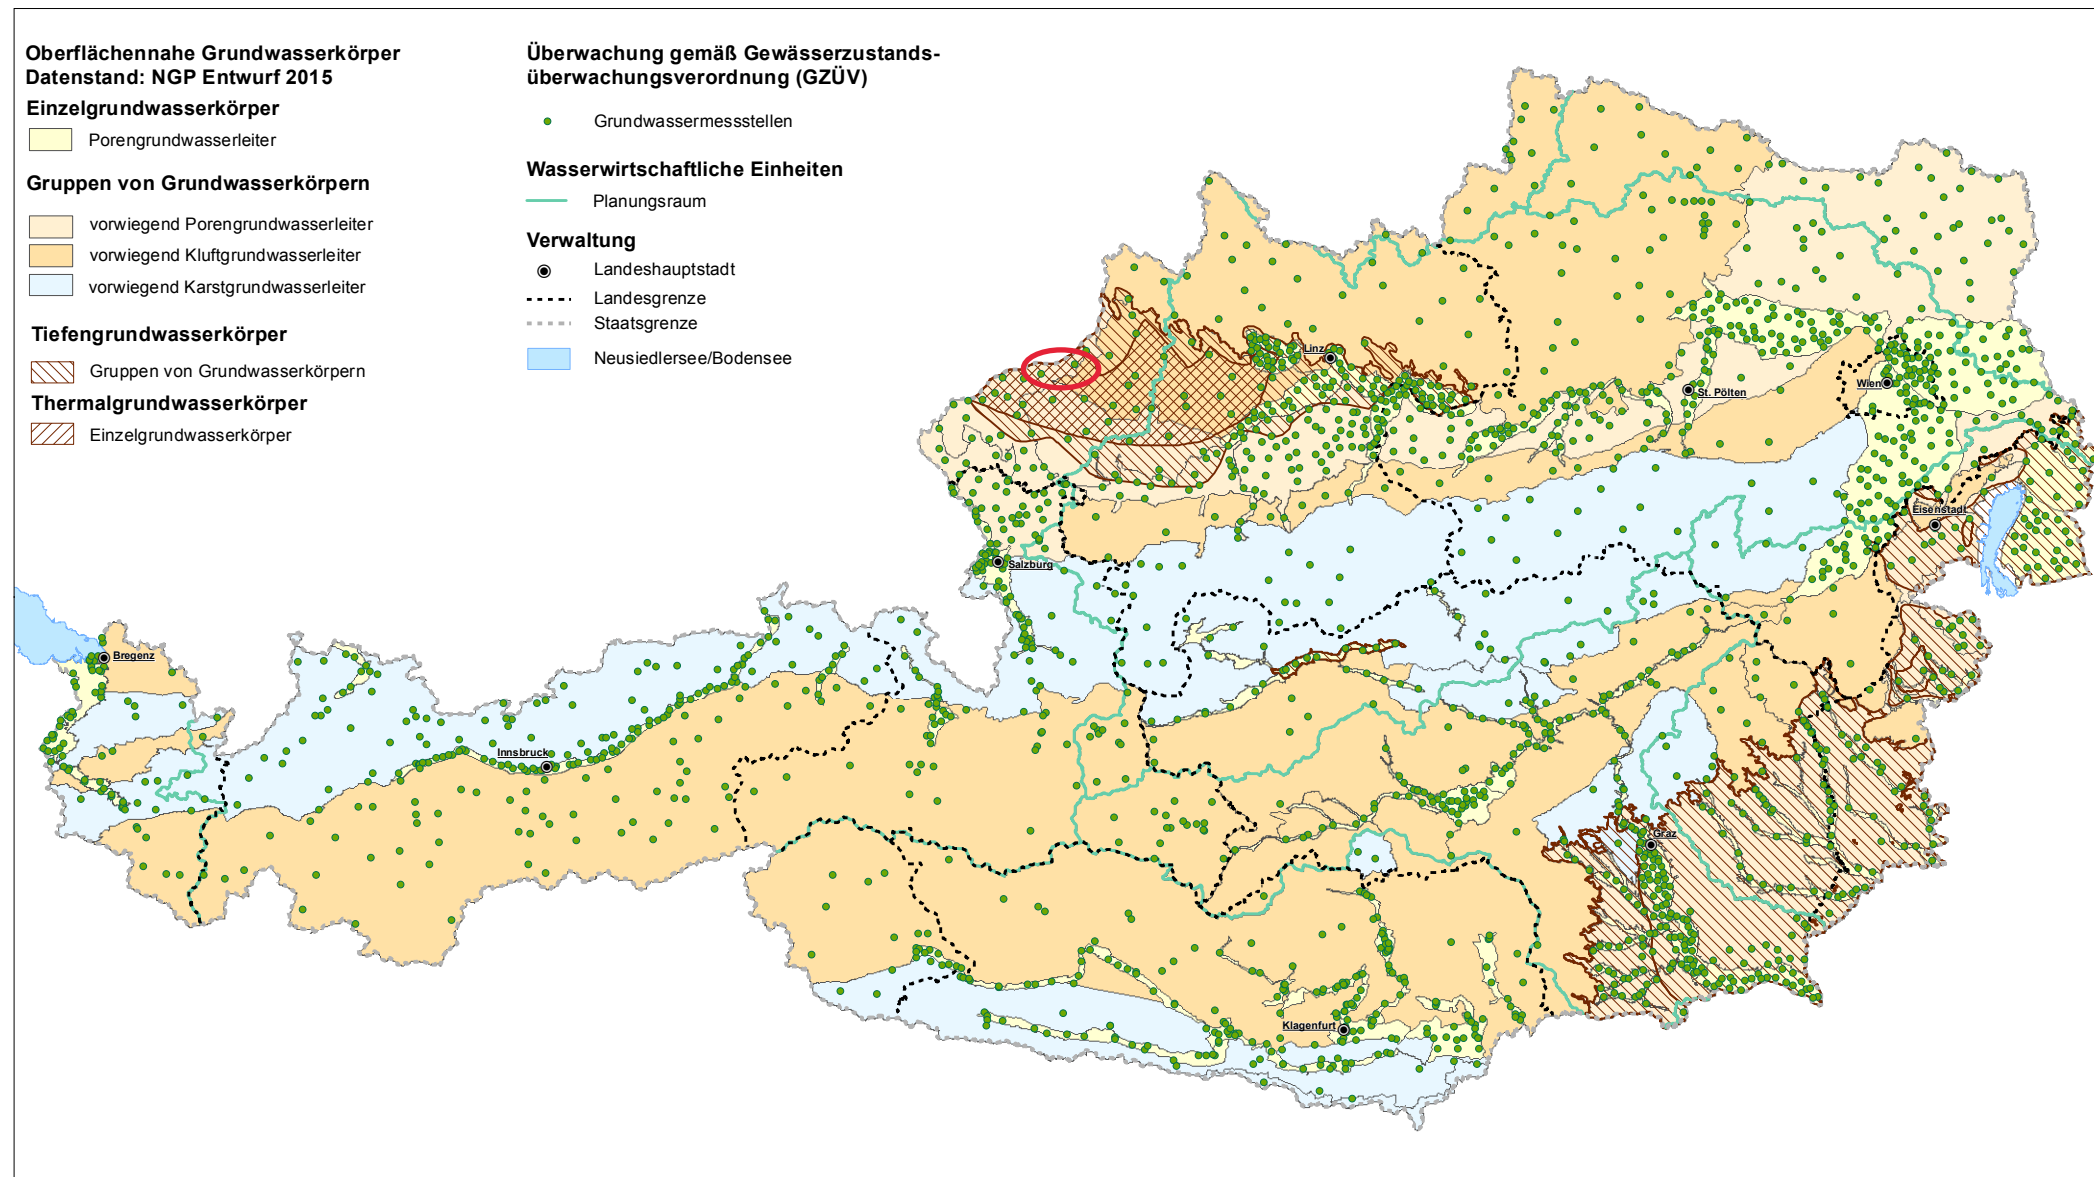 Oberflächennahe Grundwasserkörper
Datenstand: NGP Entwurf 2015
Einzelgrundwasserkörper
Porengrundwasserleiter
Gruppen von Grundwasserkörpern
vorwiegend Porengrundwasserleiter
vorwiegend Kluftgrundwasserleiter
vorwiegend Karstgrundwasserleiter
Tiefengrundwasserkörper
Gruppen von Grundwasserkörpern
Thermalgrundwasserkörper
Einzelgrundwasserkörper
Überwachung gemäß Gewässerzustands-
überwachungsverordnung (GZÜV)
Grundwassermessstellen
Wasserwirtschaftliche Einheiten
Planungsraum
Verwaltung
Landeshauptstadt
Landesgrenze
Staatsgrenze
Neusiedlersee/Bodensee
Linz
Wien
St. Pölten
Eisenstadt
Salzburg
Bregenz
Innsbruck
Graz
Klagenfurt